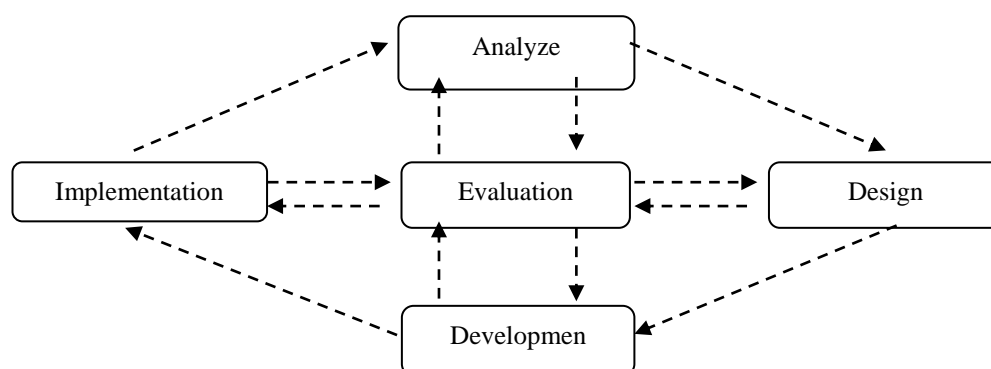 Analyze
Implementation
Evaluation
Design
Developmen